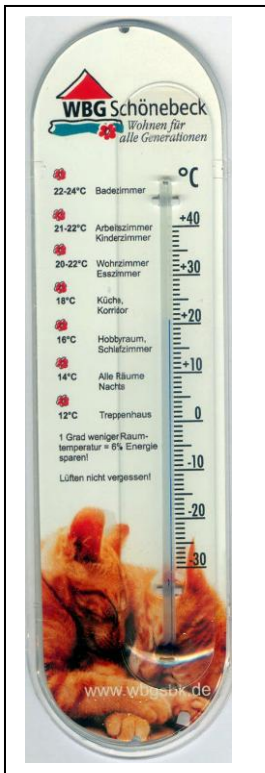 WBG Schönebeck
Wohnen für
alle Generationen
°C
22-24°C Badezimmer
21-22°C Arbeitszimmer
Kinderzimmer
20-22°C Wohnzimmer
Esszimmer
18°C Küche,
Korridor
16°C Hobbyraum,
Schlafzimmer
14°C Alle Räume
Nachts
12°C Treppenhaus
1 Grad weniger Raum-
temperatur = 6% Energie
sparen!
Lüften nicht vergessen!
+40
+30
+20
+10
0
-10
-20
-30
www.wbgsbk.de